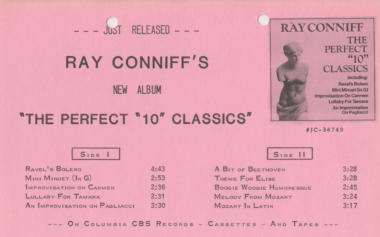 --- JUST RELEASED ---
RAY CONNIFF'S
NEW ALBUM
"THE PERFECT "10" CLASSICS"
RAY CONNIFF
THE
PERFECT
"10"
CLASSICS
including:
Ravel's Bolero
Mini Minuet (In G)
Improvisation On Carmen
Lullaby For Tamara
An Improvisation
On Pagliacci
#JC-36749
SIDE I
RAVEL'S BOLERO 4:43
MINI MINUET (IN G) 2:53
IMPROVISATION ON CARMEN 2:36
LULLABY FOR TAMARA 2:31
AN IMPROVISATION ON PAGLIACCI 3:30
SIDE II
A BIT OF BEETHOVEN 3:28
THEME FOR ELISE 3:28
BOOGIE WOOGIE HUMORESQUE 2:45
MELODY FROM MOZART 3:24
MOZART IN LATIN 3:17
--- ON COLUMBIA CBS RECORDS - CASSETTES - AND TAPES ---